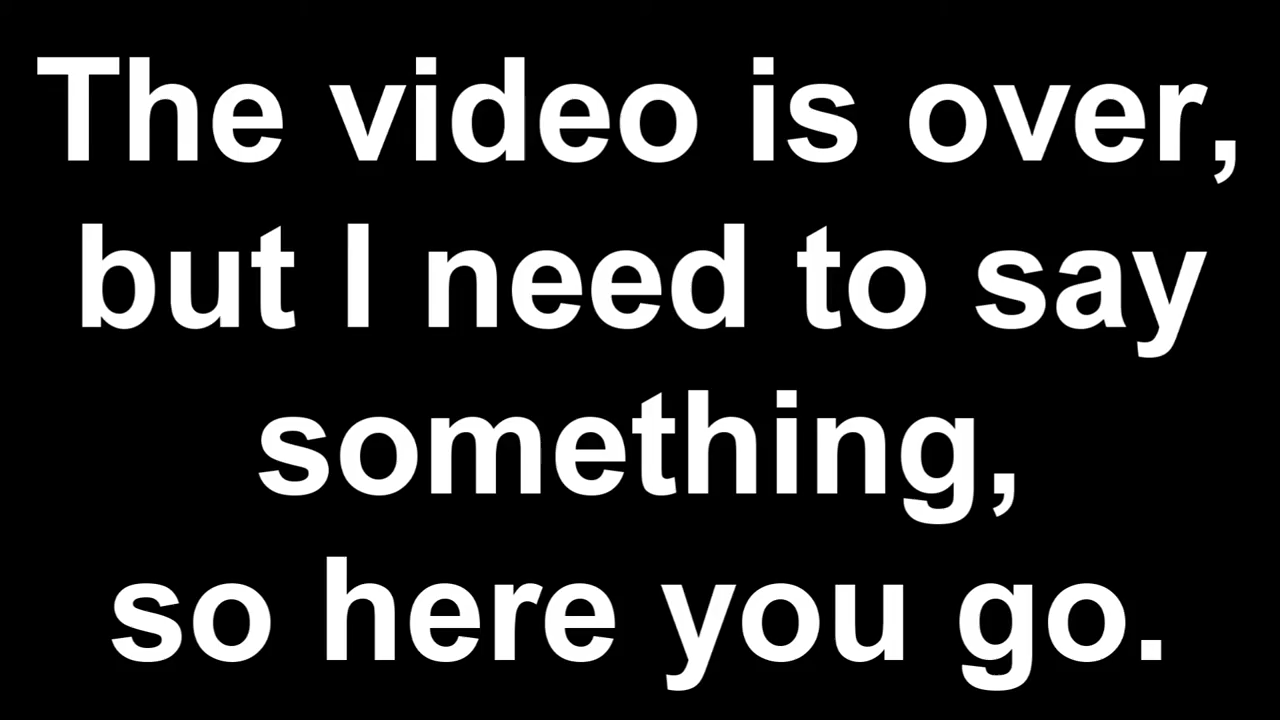 The video is over,
but I need to say
something,
so here you go.